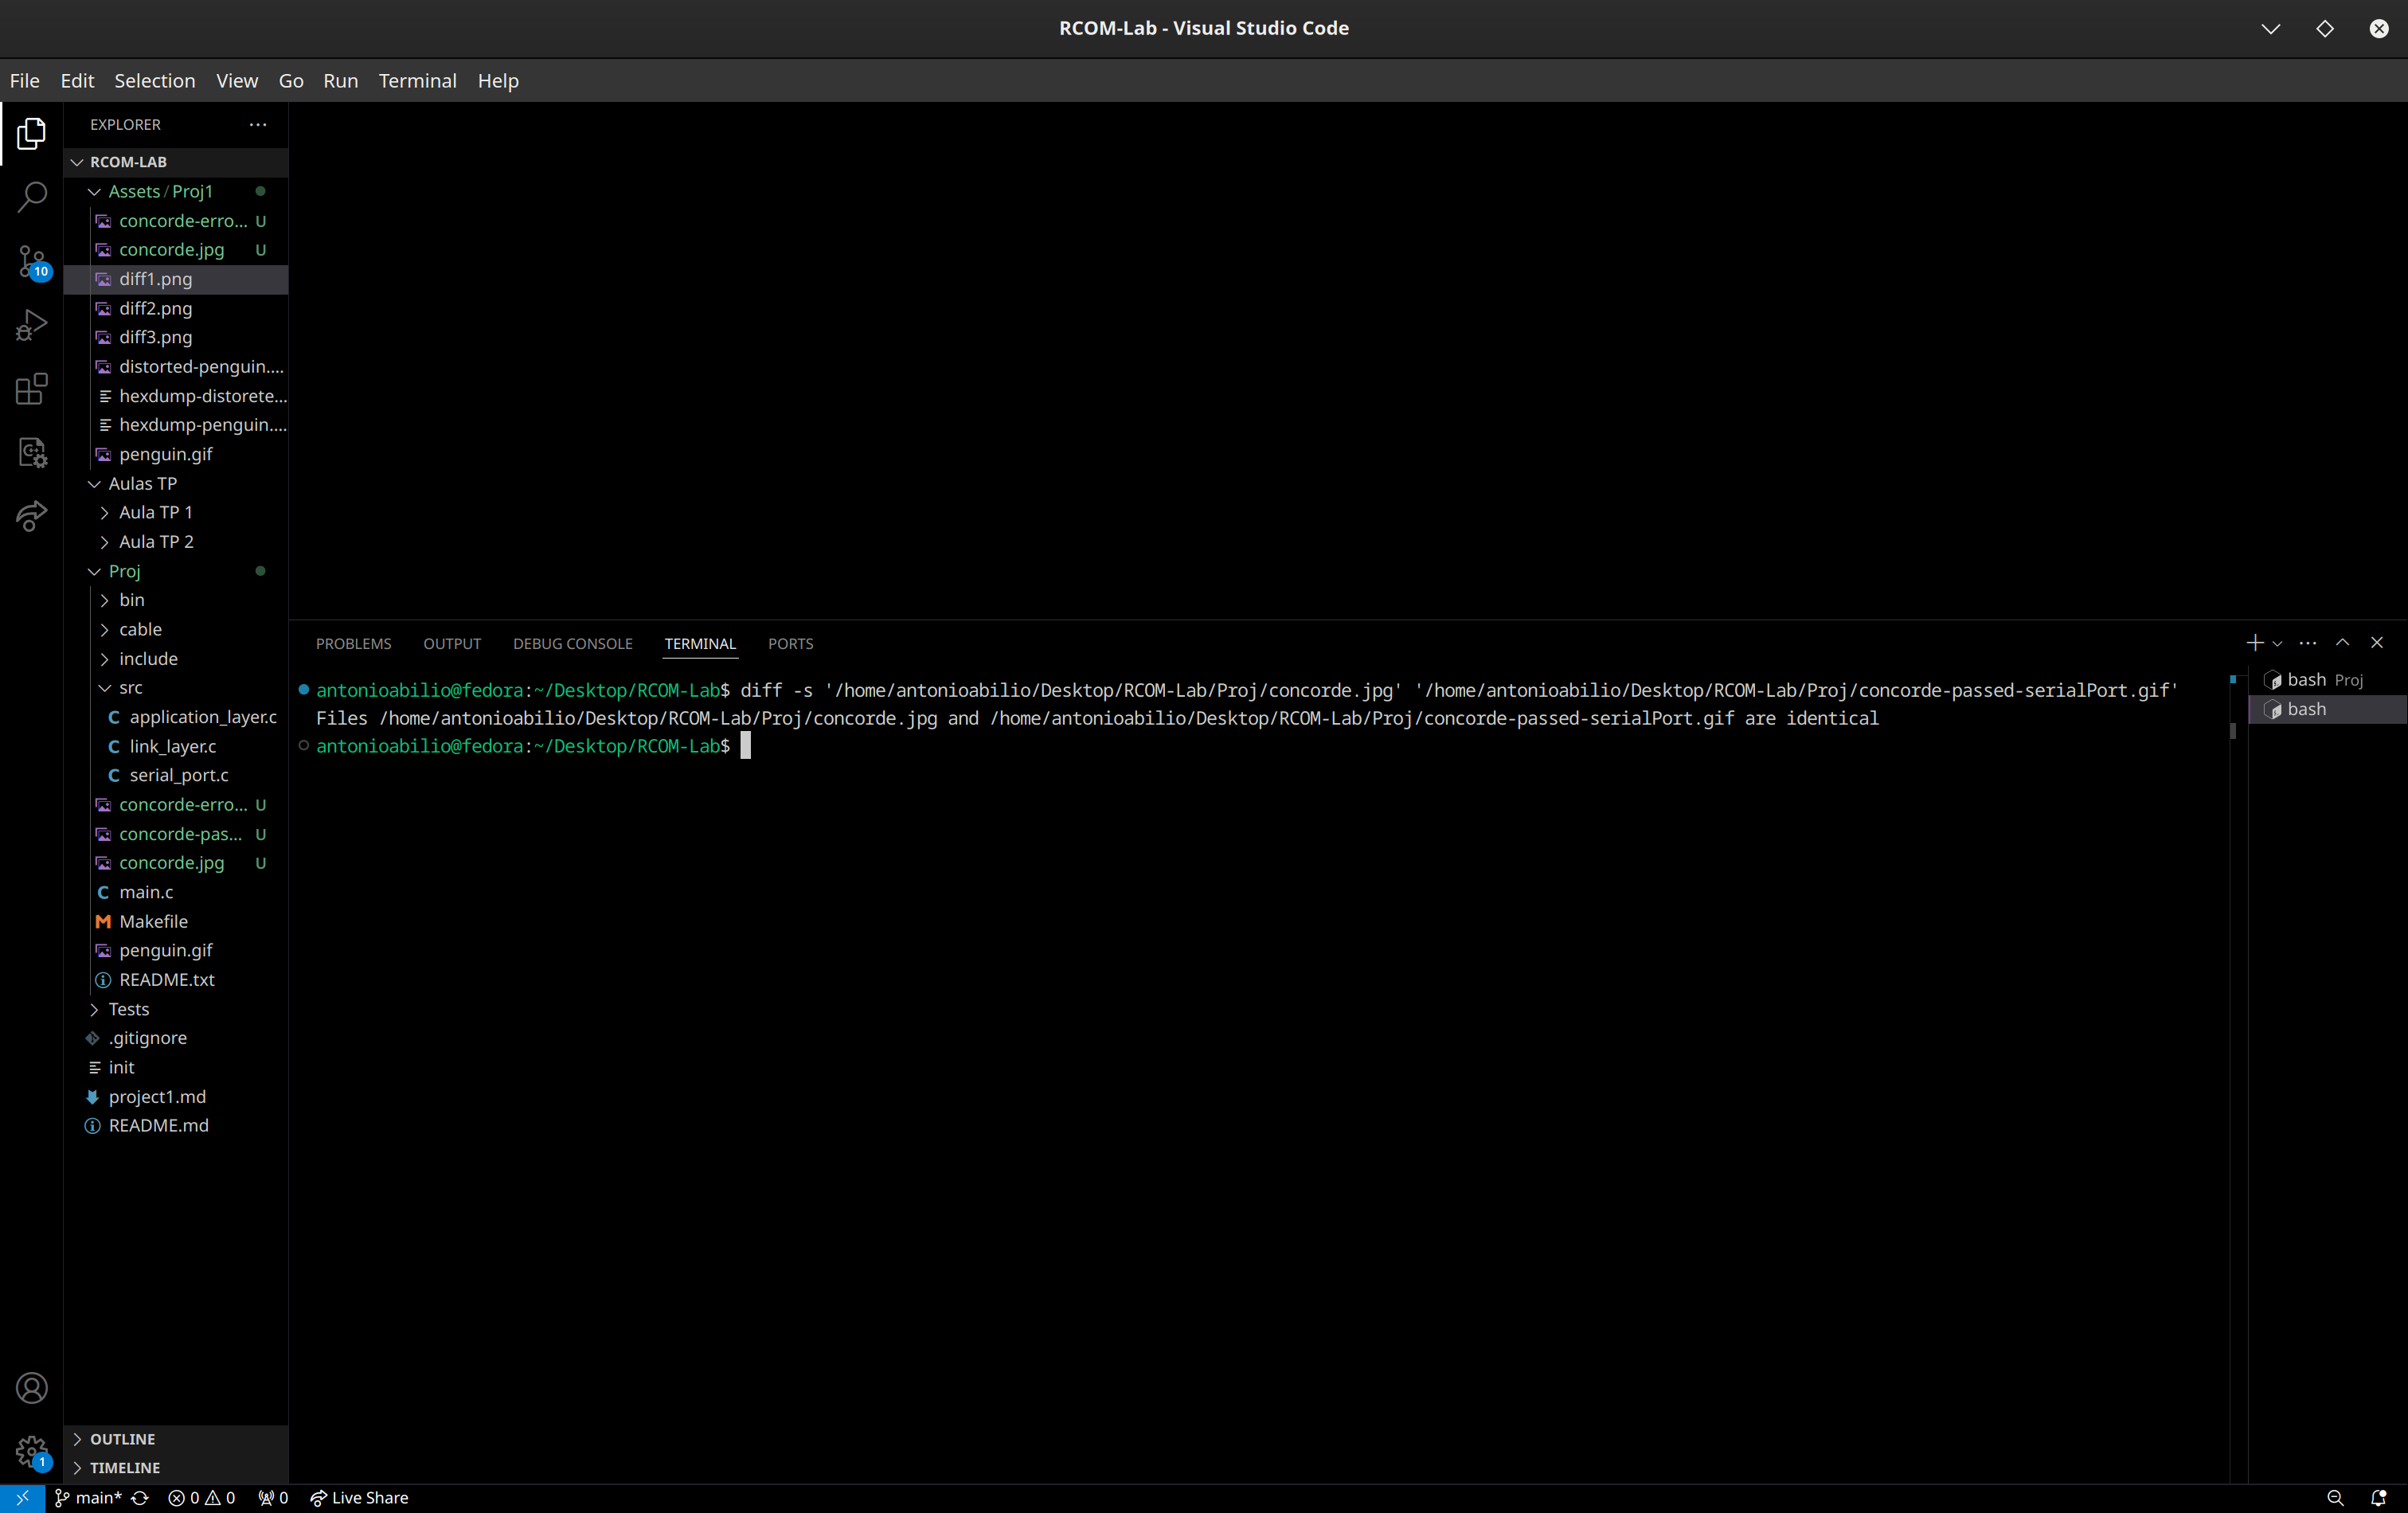 RCOM-Lab - Visual Studio Code
File Edit Selection View Go Run Terminal Help
EXPLORER
RCOM-LAB
Assets / Proj1
concorde-erro... U
concorde.jpg U
diff1.png
diff2.png
diff3.png
distorted-penguin....
hexdump-distorete...
hexdump-penguin....
penguin.gif
Aulas TP
Aula TP 1
Aula TP 2
Proj
bin
cable
include
src
C application_layer.c
C link_layer.c
C serial_port.c
concorde-erro... U
concorde-pas... U
concorde.jpg U
C main.c
M Makefile
penguin.gif
README.txt
Tests
.gitignore
init
project1.md
README.md
OUTLINE
TIMELINE
10
1
PROBLEMS OUTPUT DEBUG CONSOLE TERMINAL PORTS
antonioabilio@fedora:~/Desktop/RCOM-Lab$ diff -s '/home/antonioabilio/Desktop/RCOM-Lab/Proj/concorde.jpg' '/home/antonioabilio/Desktop/RCOM-Lab/Proj/concorde-passed-serialPort.gif'
Files /home/antonioabilio/Desktop/RCOM-Lab/Proj/concorde.jpg and /home/antonioabilio/Desktop/RCOM-Lab/Proj/concorde-passed-serialPort.gif are identical
antonioabilio@fedora:~/Desktop/RCOM-Lab$
bash Proj
bash
main* 0 0 0 Live Share